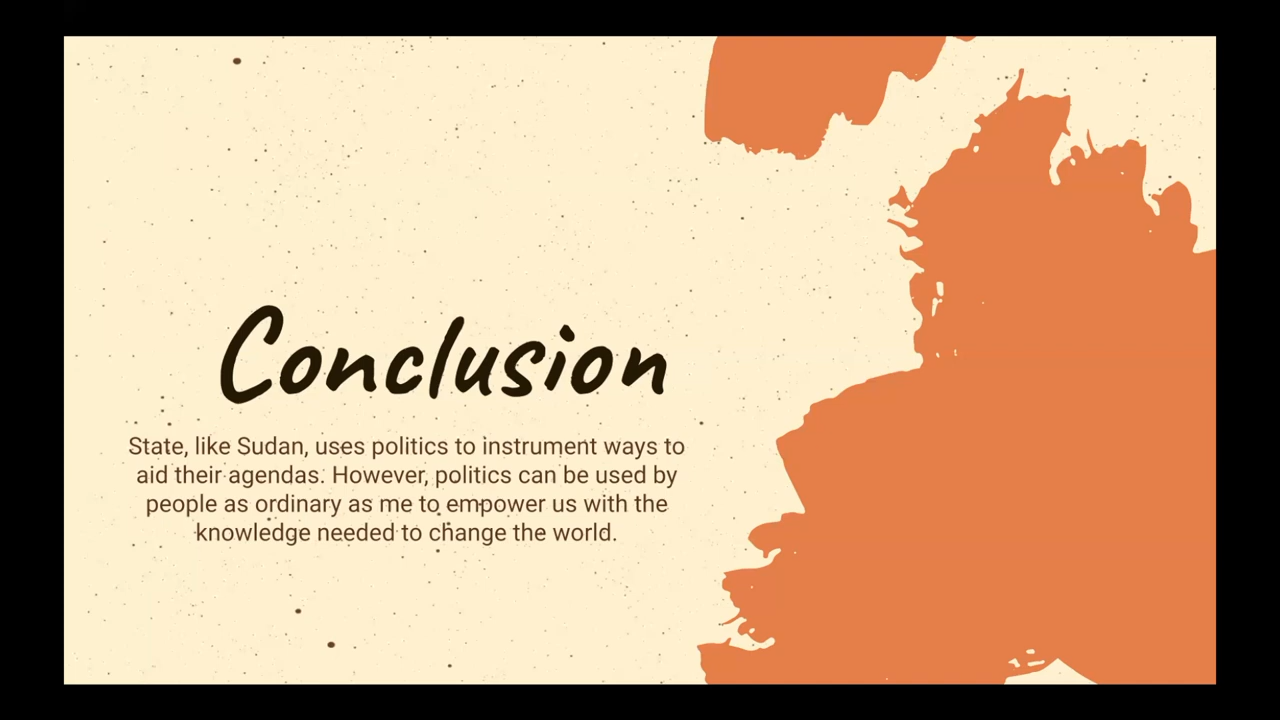 Conclusion
State, like Sudan, uses politics to instrument ways to
aid their agendas. However, politics can be used by
people as ordinary as me to empower us with the
knowledge needed to change the world.